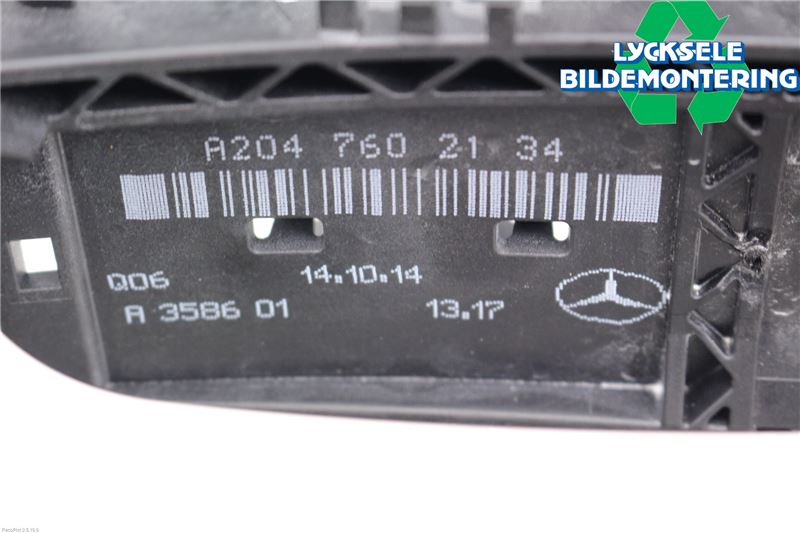 LYCKSELE
BILDEMONTERING
A204 760 21 34
Q06 14.10.14
A 3586 01 13.17